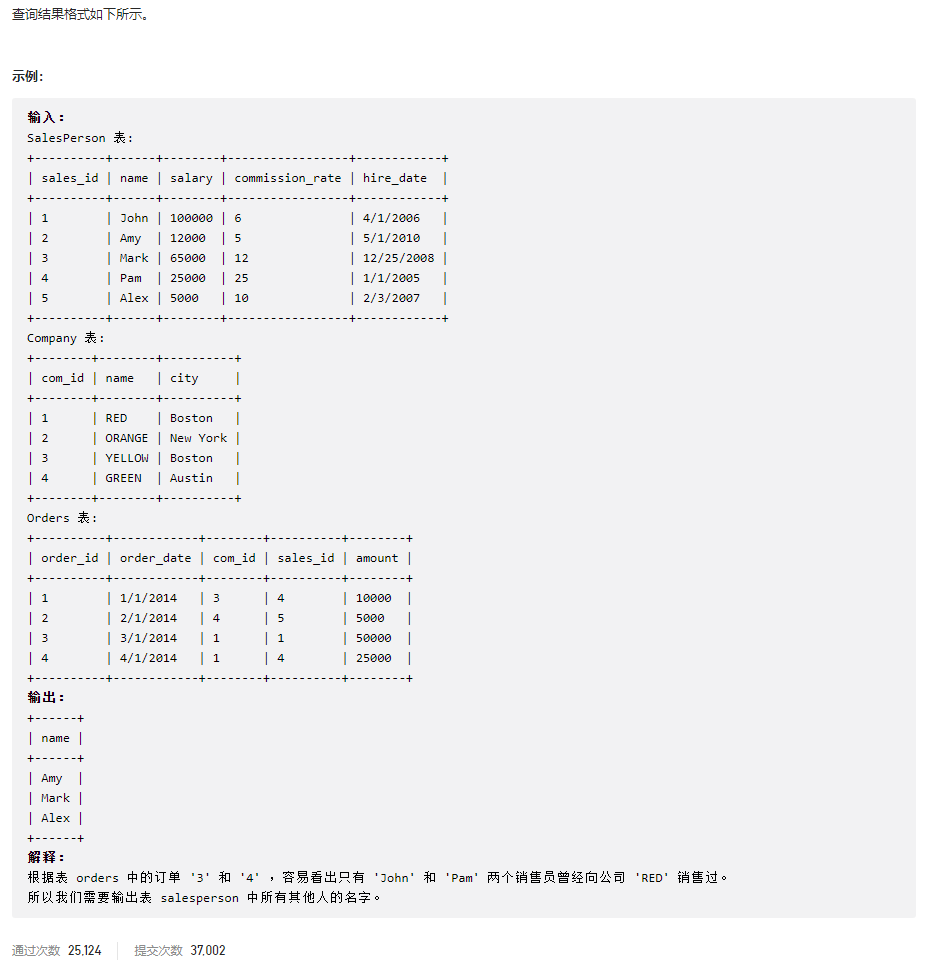 查询结果格式如下所示。
示例:
输入：
SalesPerson 表:
+----------+------+--------+-----------------+------------+
| sales_id | name | salary | commission_rate | hire_date  |
+----------+------+--------+-----------------+------------+
| 1        | John | 100000 | 6               | 4/1/2006   |
| 2        | Amy  | 12000  | 5               | 5/1/2010   |
| 3        | Mark | 65000  | 12              | 12/25/2008 |
| 4        | Pam  | 25000  | 25              | 1/1/2005   |
| 5        | Alex | 5000   | 10              | 2/3/2007   |
+----------+------+--------+-----------------+------------+
Company 表:
+--------+--------+----------+
| com_id | name   | city     |
+--------+--------+----------+
| 1      | RED    | Boston   |
| 2      | ORANGE | New York |
| 3      | YELLOW | Boston   |
| 4      | GREEN  | Austin   |
+--------+--------+----------+
Orders 表:
+----------+------------+--------+----------+--------+
| order_id | order_date | com_id | sales_id | amount |
+----------+------------+--------+----------+--------+
| 1        | 1/1/2014   | 3      | 4        | 10000  |
| 2        | 2/1/2014   | 4      | 5        | 5000   |
| 3        | 3/1/2014   | 1      | 1        | 50000  |
| 4        | 4/1/2014   | 1      | 4        | 25000  |
+----------+------------+--------+----------+--------+
输出：
+------+
| name |
+------+
| Amy  |
| Mark |
| Alex |
+------+
解释：
根据表 orders 中的订单 '3' 和 '4' ，容易看出只有 'John' 和 'Pam' 两个销售员曾经向公司 'RED' 销售过。
所以我们需要输出表 salesperson 中所有其他人的名字。
通过次数 25,124 提交次数 37,002